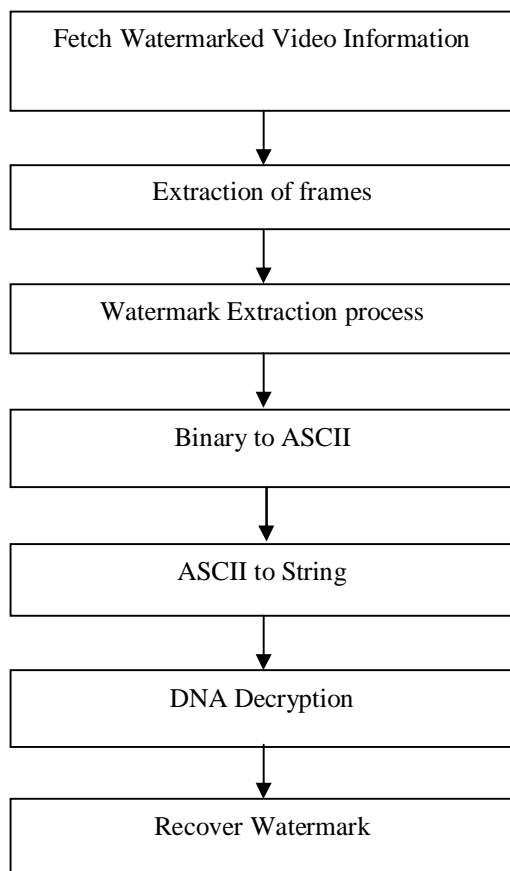 Fetch Watermarked Video Information
Extraction of frames
Watermark Extraction process
Binary to ASCII
ASCII to String
DNA Decryption
Recover Watermark